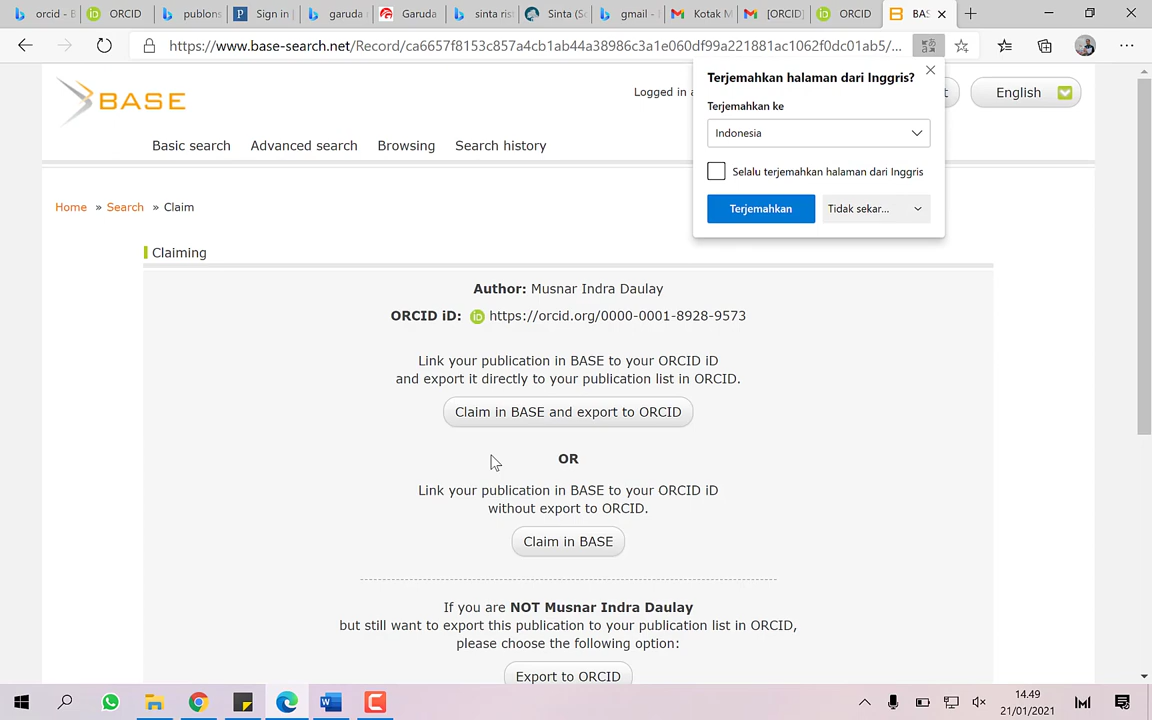 orcid - B
ORCID
publons
Sign in
garuda
Garuda
sinta ris
Sinta (S
gmail -
Kotak M
[ORCID]
ORCID
BAS
https://www.base-search.net/Record/ca6657f8153c857a4cb1ab44a38986c3a1e060df99a221881ac1062f0dc01ab5/...
BASE
Logged in a
t
English
Basic search
Advanced search
Browsing
Search history
Terjemahkan halaman dari Inggris?
Terjemahkan ke
Indonesia
Selalu terjemahkan halaman dari Inggris
Terjemahkan
Tidak sekar...
Home » Search » Claim
Claiming
Author: Musnar Indra Daulay
ORCID iD: iD https://orcid.org/0000-0001-8928-9573
Link your publication in BASE to your ORCID iD
and export it directly to your publication list in ORCID.
Claim in BASE and export to ORCID
OR
Link your publication in BASE to your ORCID iD
without export to ORCID.
Claim in BASE
If you are NOT Musnar Indra Daulay
but still want to export this publication to your publication list in ORCID,
please choose the following option:
Export to ORCID
14.49
21/01/2021